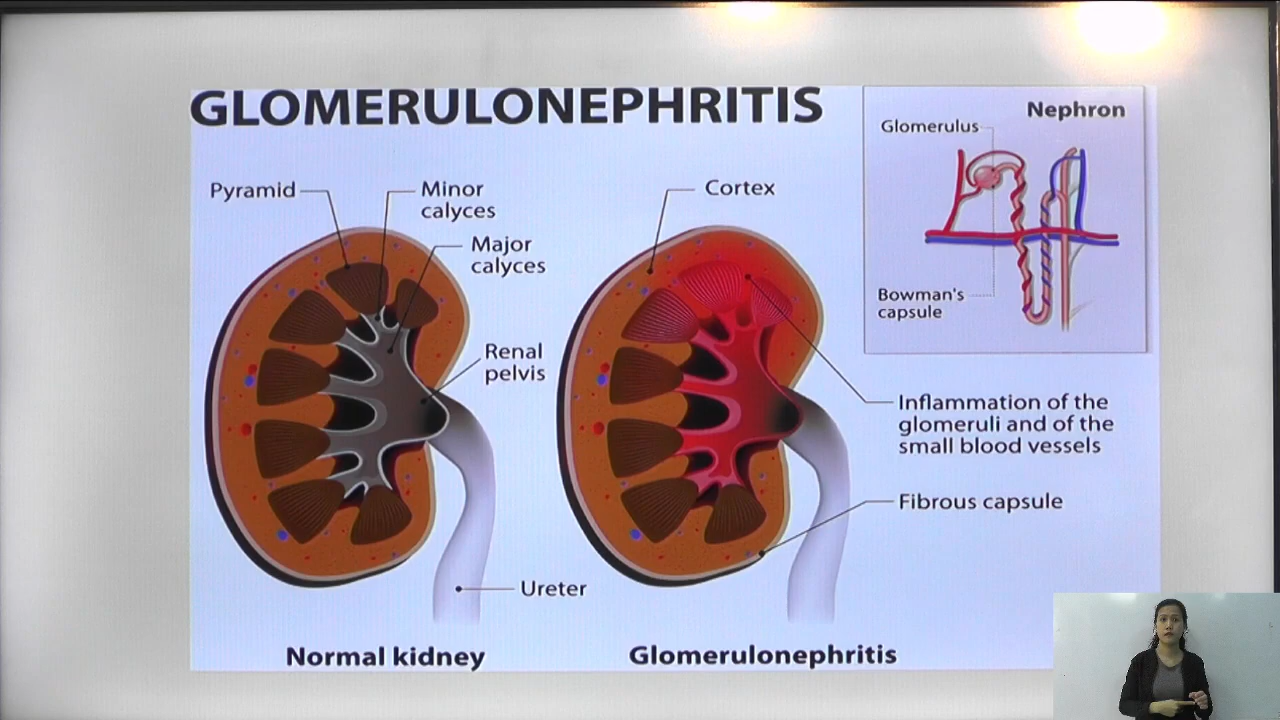 GLOMERULONEPHRITIS
Nephron
Glomerulus
Bowman's
capsule
Pyramid
Minor
calyces
Major
calyces
Renal
pelvis
Ureter
Normal kidney
Cortex
Inflammation of the
glomeruli and of the
small blood vessels
Fibrous capsule
Glomerulonephritis